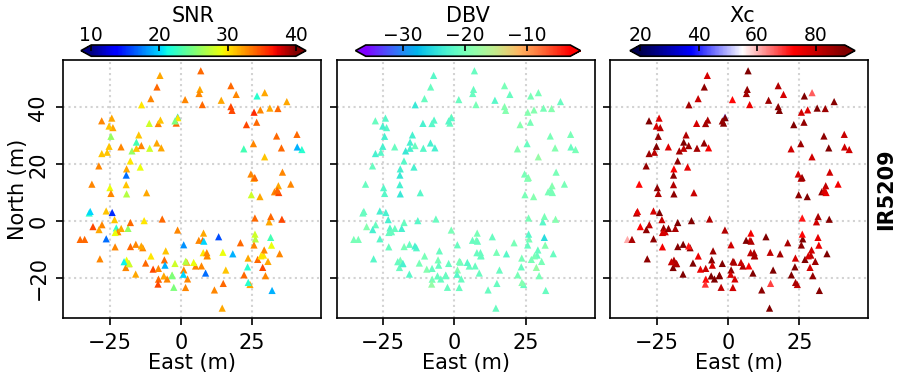 SNR DBV Xc
10 20 30 40 −30 −20 −10 20 40 60 80
40
20
0
−20
North (m)
IR5209
−25 0 25 −25 0 25 −25 0 25
East (m) East (m) East (m)